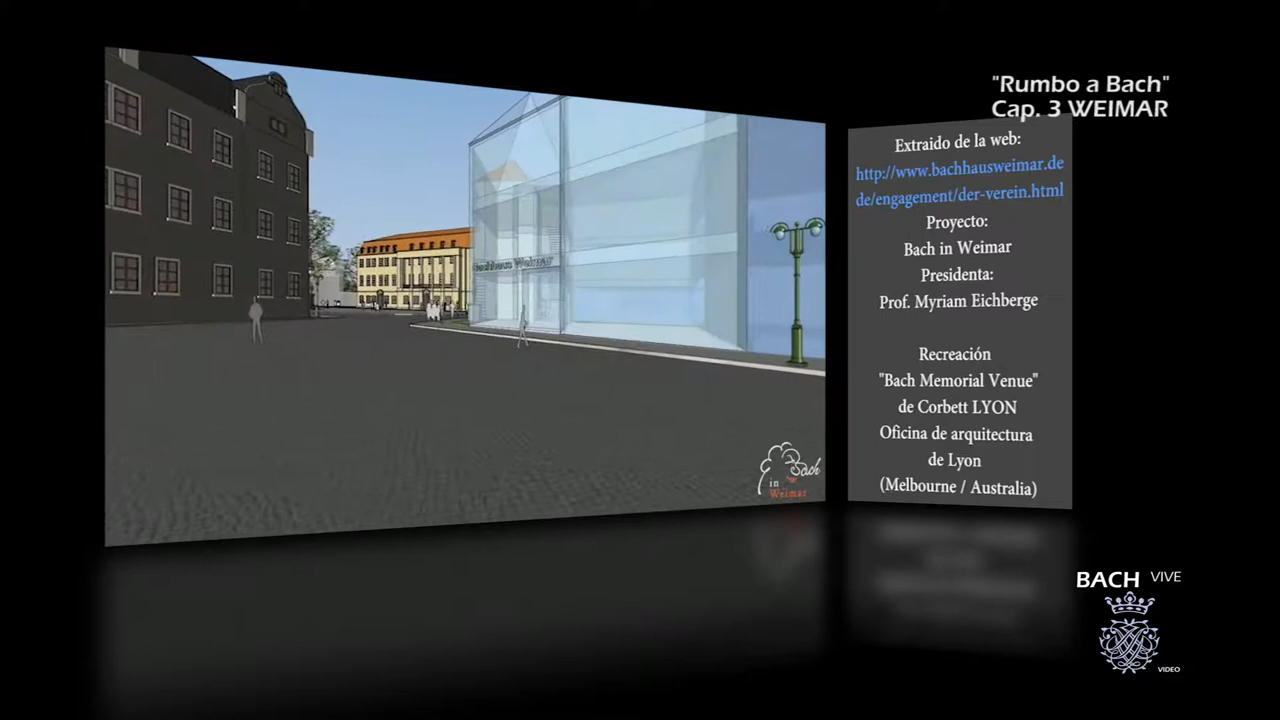 "Rumbo a Bach"
Cap. 3 WEIMAR
Extraido de la web:
http://www.bachhausweimar.de
de/engagement/der-verein.html
Proyecto:
Bach in Weimar
Presidenta:
Prof. Myriam Eichberge
Recreación
"Bach Memorial Venue"
de Corbett LYON
Oficina de arquitectura
de Lyon
(Melbourne / Australia)
Bachhaus Weimar
Bach
in
Weimar
BACH VIVE
VIDEO